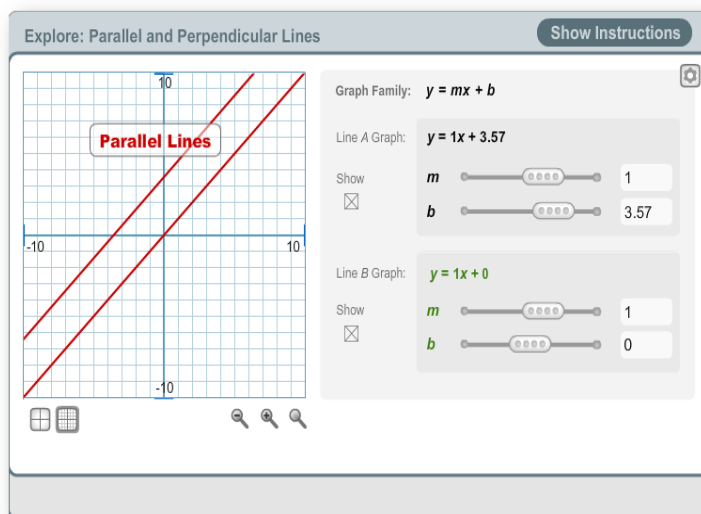 Explore: Parallel and Perpendicular Lines
Show Instructions
10
Parallel Lines
-10
10
-10
Graph Family: y = mx + b
Line A Graph: y = 1x + 3.57
Show
m
1
b
3.57
Line B Graph: y = 1x + 0
Show
m
1
b
0